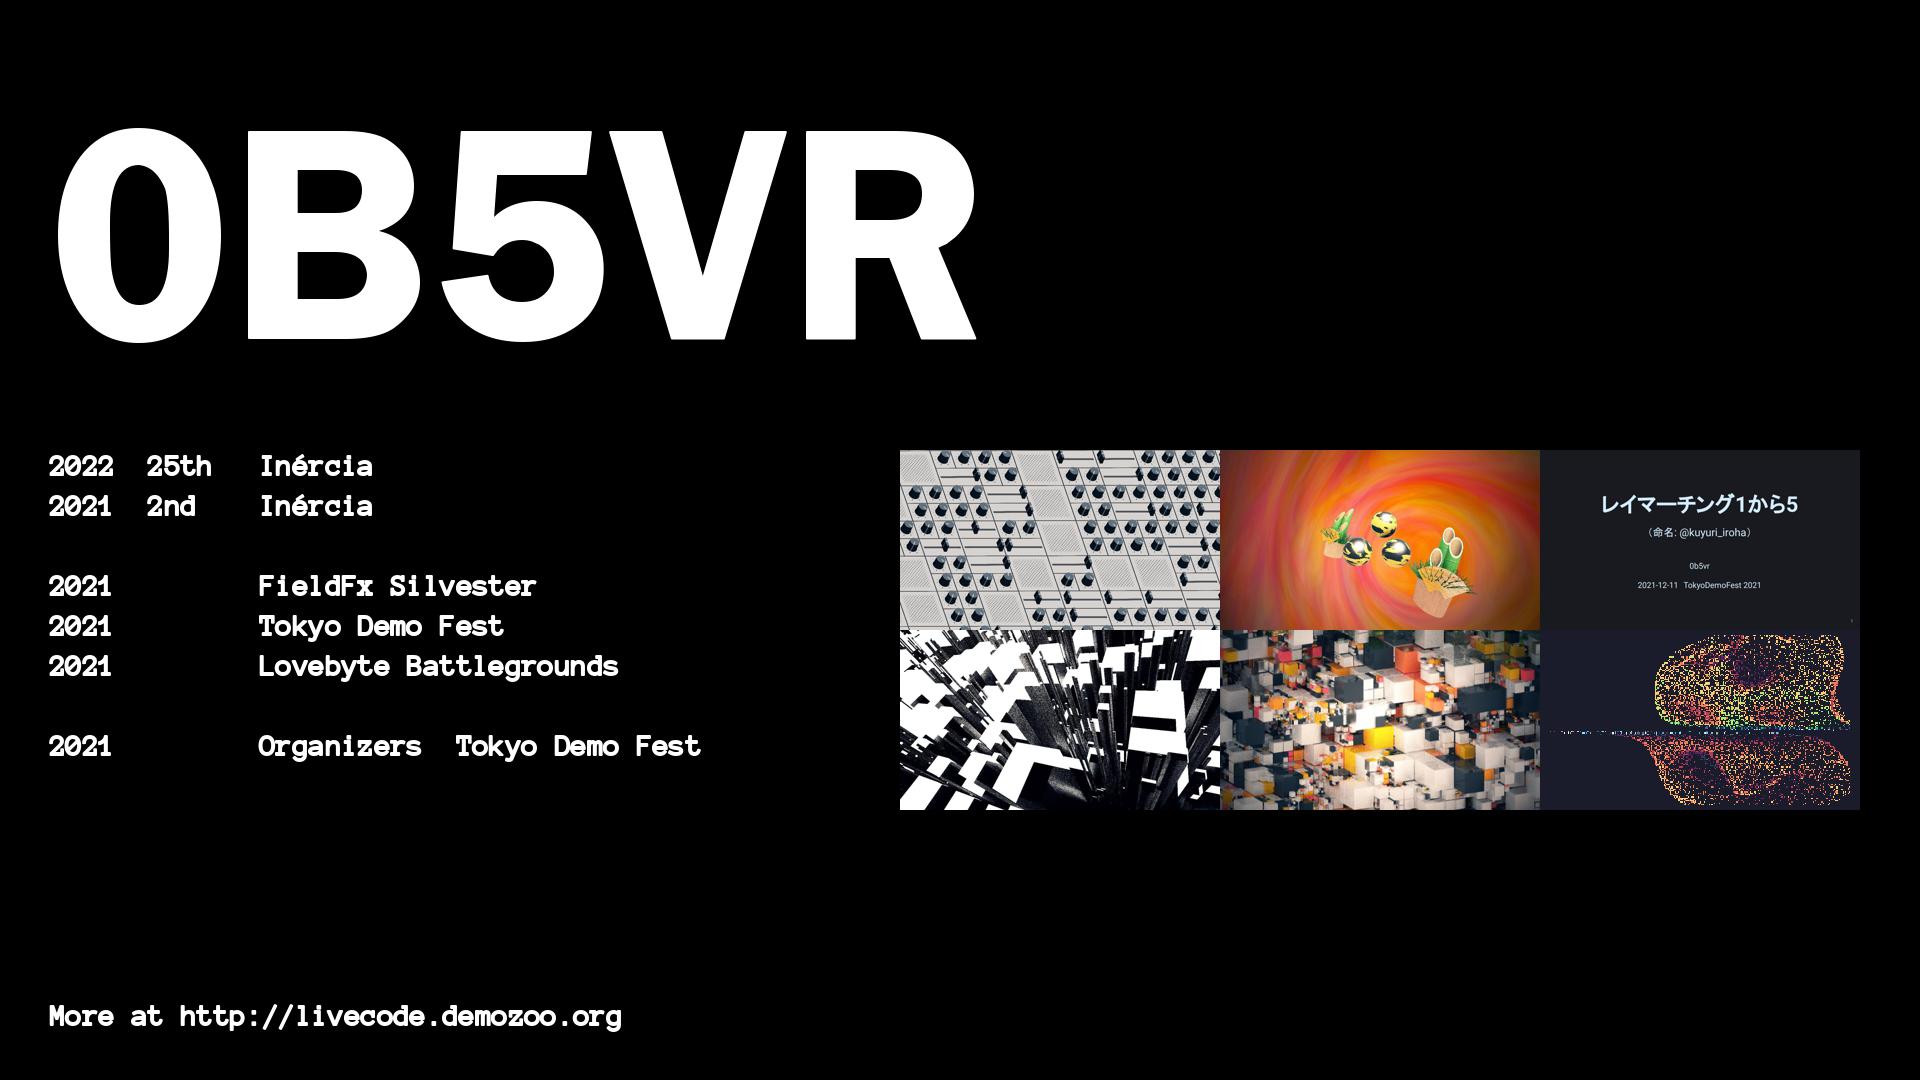 0B5VR
2022 25th Inércia
2021 2nd Inércia
2021 FieldFx Silvester
2021 Tokyo Demo Fest
2021 Lovebyte Battlegrounds
2021 Organizers Tokyo Demo Fest
レイマーチング1から5
（命名: @kuyuri_iroha）
0b5vr
2021-12-11 TokyoDemoFest 2021
More at http://livecode.demozoo.org